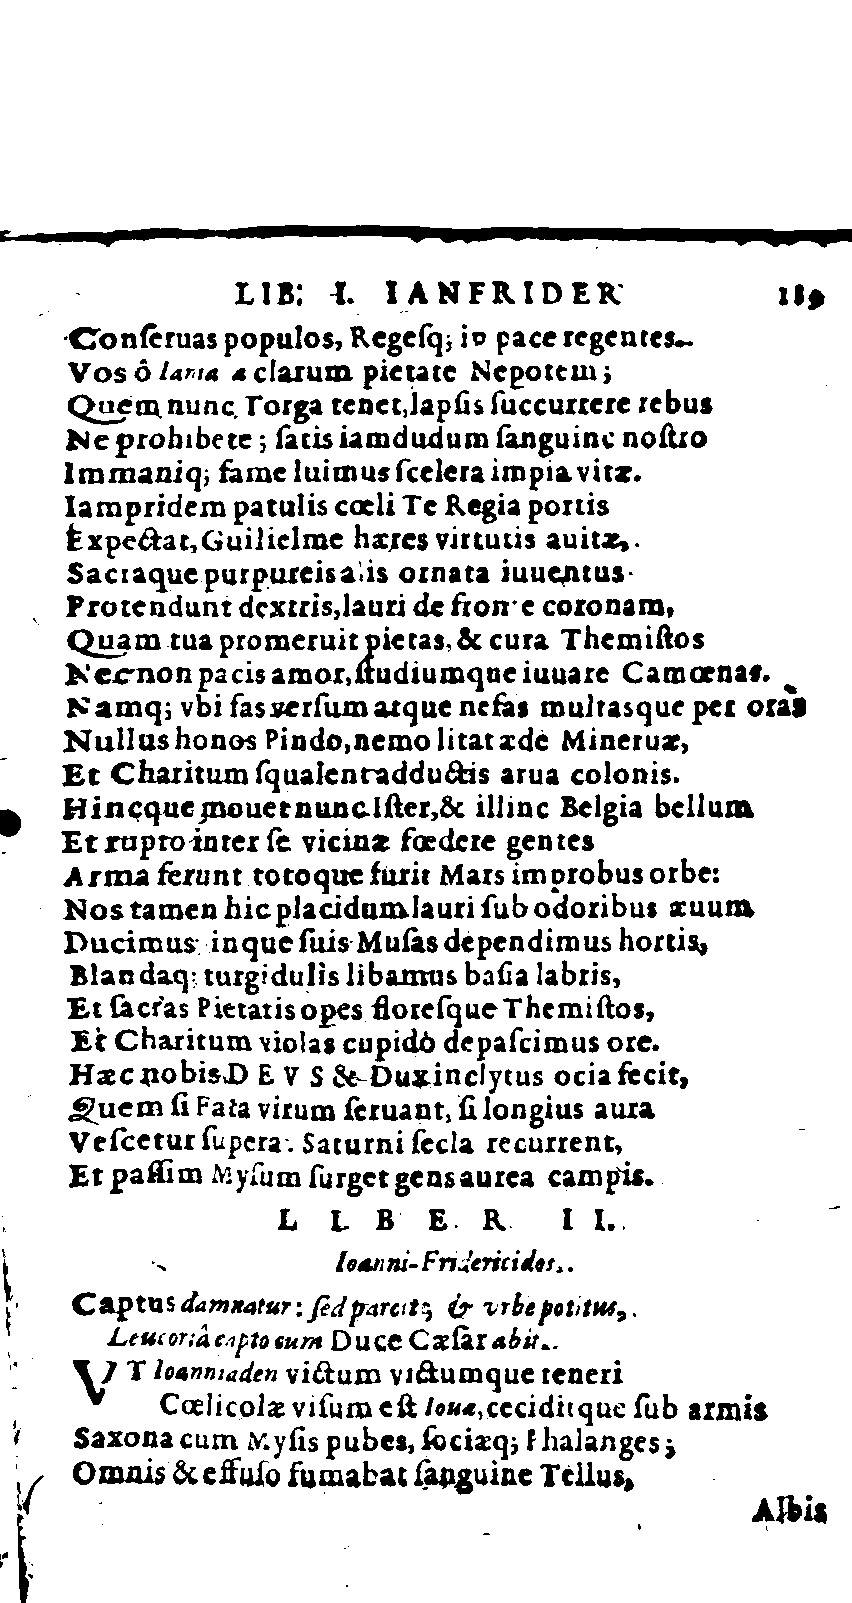 LIB: I. IANFRIDER 189
Conſeruas populos, Regeſq; in pace regentes.
Vos ô clarum pietate Nepotem;
Quem nunc Torga tenet, lapſis ſuccurrere rebus
Ne prohibete; ſatis iamdudum ſanguine noſtro
Immaniq; fame luimus ſcelera impia vitæ.
Iampridem patulis cœli Te Regia portis
Expectat, Guilielme hæres virtutis auitæ,.
Sacraque purpureis alis ornata iuuentus
Protendunt dextris, lauri de fronde coronam,
Quam tua promeruit pietas, & cura Themiſtos
Nec non pacis amor, ſtudiumque iuuare Camœnas.
Namq; vbi fas verſum atque nefas multasque per oras
Nullus honos Pindo, nemo litat æde Mineruæ,
Et Charitum ſqualent adductis arua colonis.
Hincque mouet nunc Iſter, & illinc Belgia bellum
Et rupto inter ſe vicinæ fœdere gentes
Arma ferunt totoque furit Mars improbus orbe:
Nos tamen hic placidum lauri ſub odoribus æuum
Ducimus: inque ſuis Muſas dependimus hortis,
Blandaq; turgidulis libamus baſia labris,
Et ſacras Pietatis opes floreſque Themiſtos,
Et Charitum violas cupidò depaſcimus ore.
Hæc nobis DEVS & Dux inclytus ocia fecit,
Quem ſi Fata virum ſeruant, ſi longius aura
Veſcetur ſupera: Saturni ſecla recurrent,
Et paſſim Myſum ſurget gens aurea campis.
LIBER II.
Ioanni-Fridericidos.
Captus damnatur: ſed parcit; & vrbe potitus,.
Leucoriâ capto cum Duce Cæſar abit.
VT Ioanniaden victum victumque teneri
Cœlicolæ viſum eſt Ioua, ceciditque ſub armis
Saxona cum Myſis pubes, ſociæq; Phalanges;
Omnis & effuſo fumabat ſanguine Tellus,
Albis